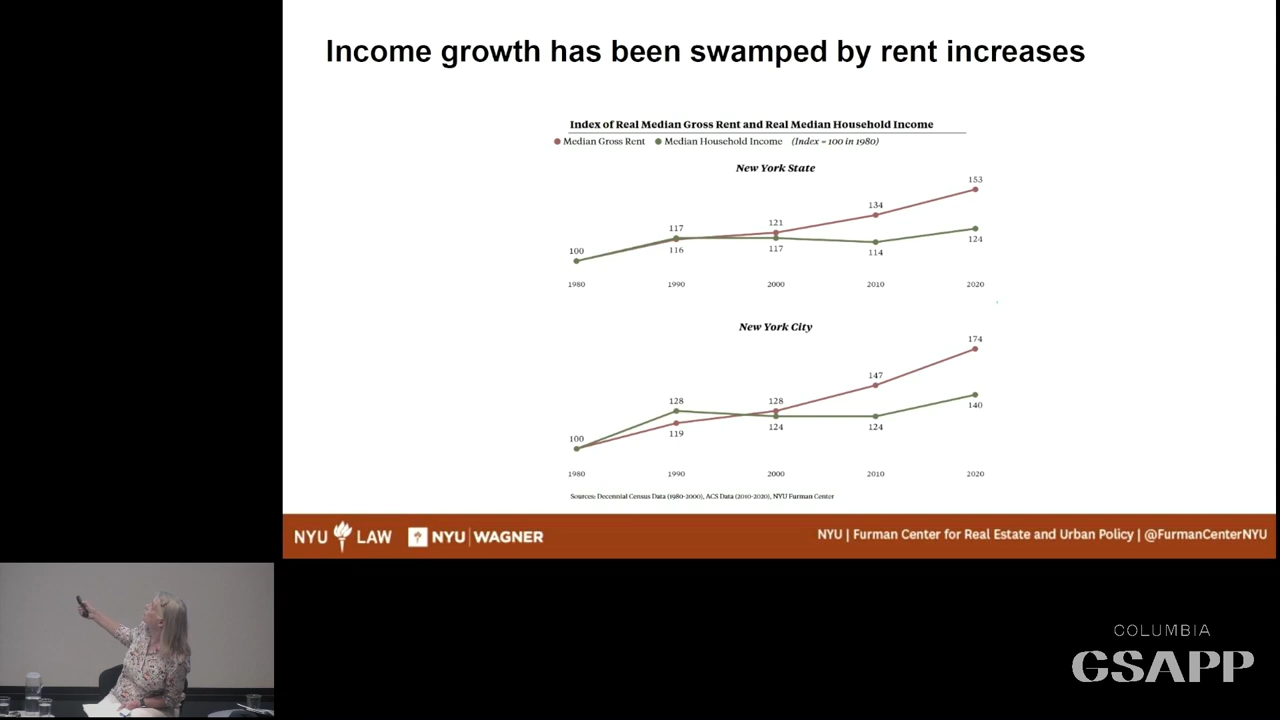 Income growth has been swamped by rent increases
Index of Real Median Gross Rent and Real Median Household Income
Median Gross Rent Median Household Income (Index = 100 in 1980)
New York State
153
134
121
117
100
124
116
117
114
1980 1990 2000 2010 2020
New York City
174
147
128 128
140
100
119
124 124
1980 1990 2000 2010 2020
Sources: Decennial Census Data (1980-2000), ACS Data (2010-2020), NYU Furman Center
NYU LAW NYU WAGNER NYU | Furman Center for Real Estate and Urban Policy | @FurmanCenterNYU
COLUMBIA
GSAPP